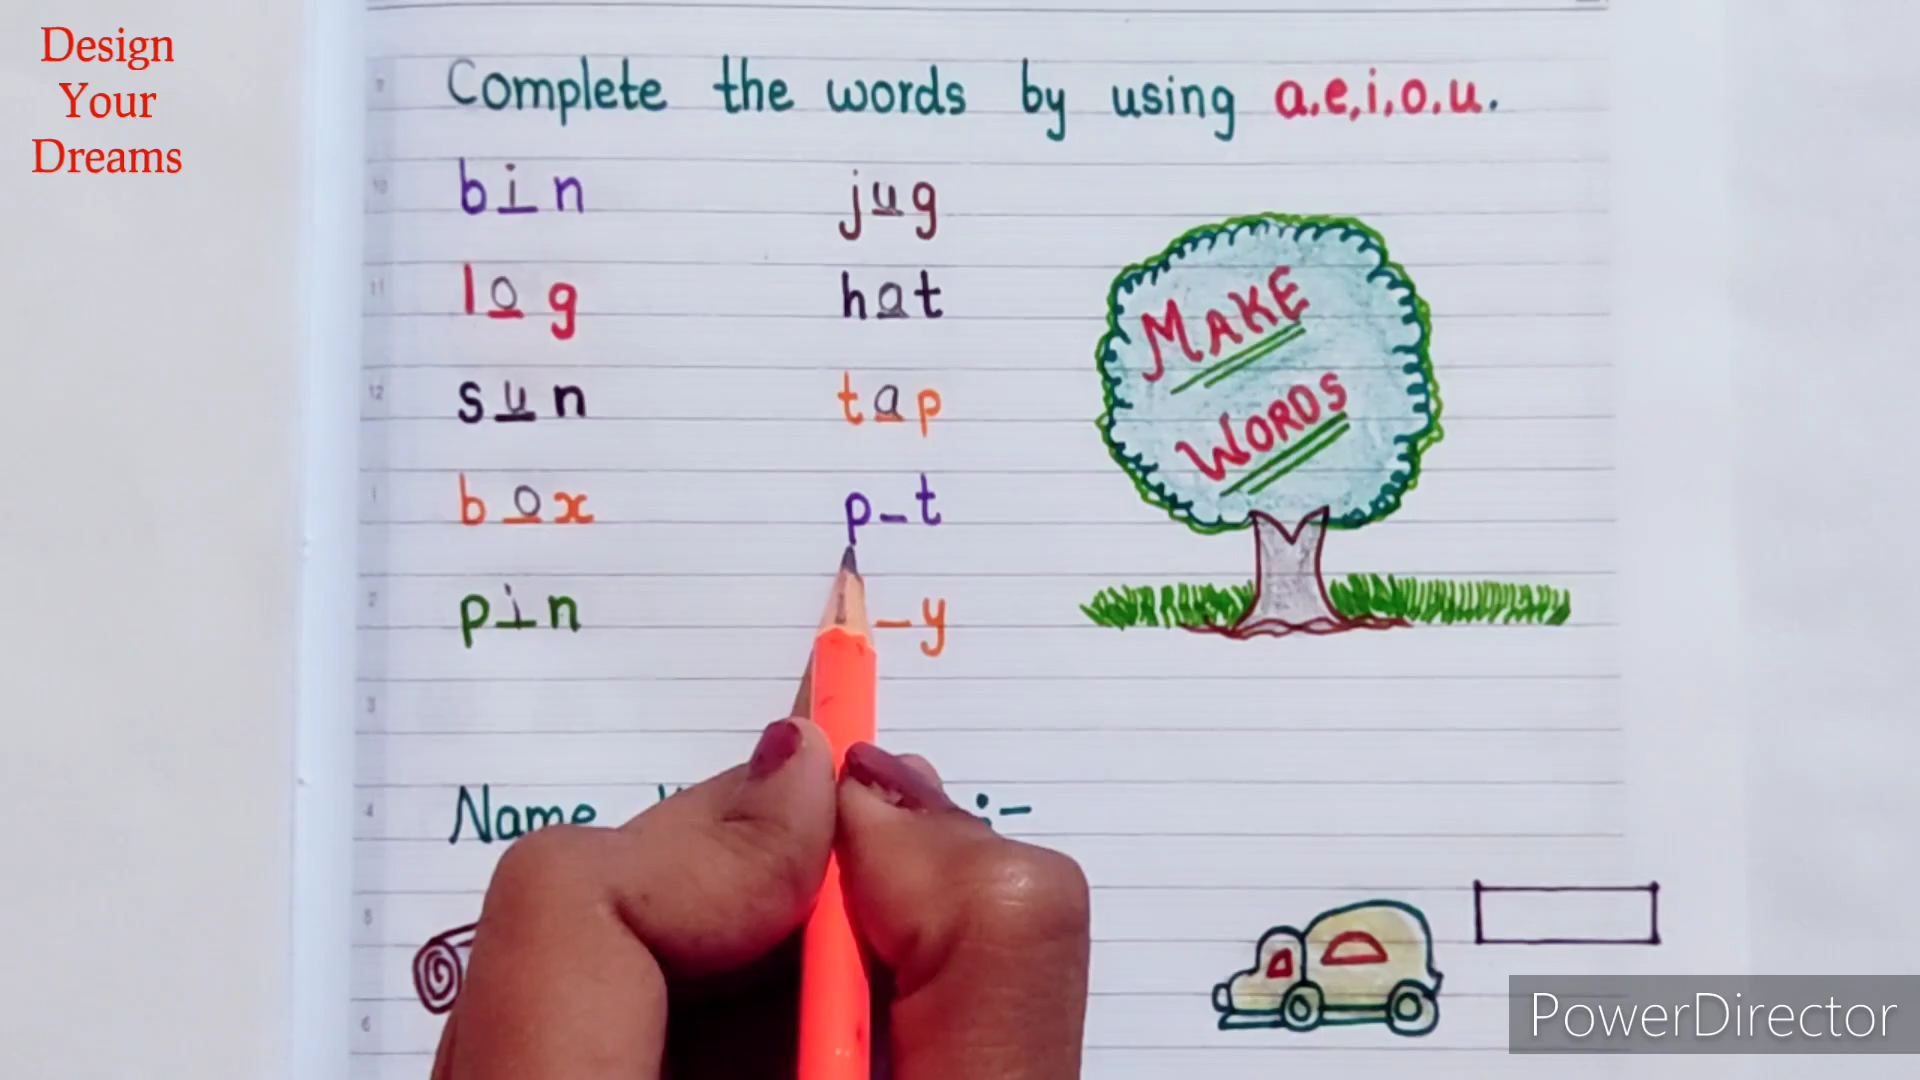 Design
Your
Dreams
Complete the words by using a,e,i,o,u.
bin jug
log hat
sun tap
box p_t
pin _y
Name :-
MAKE
WORDS
PowerDirector